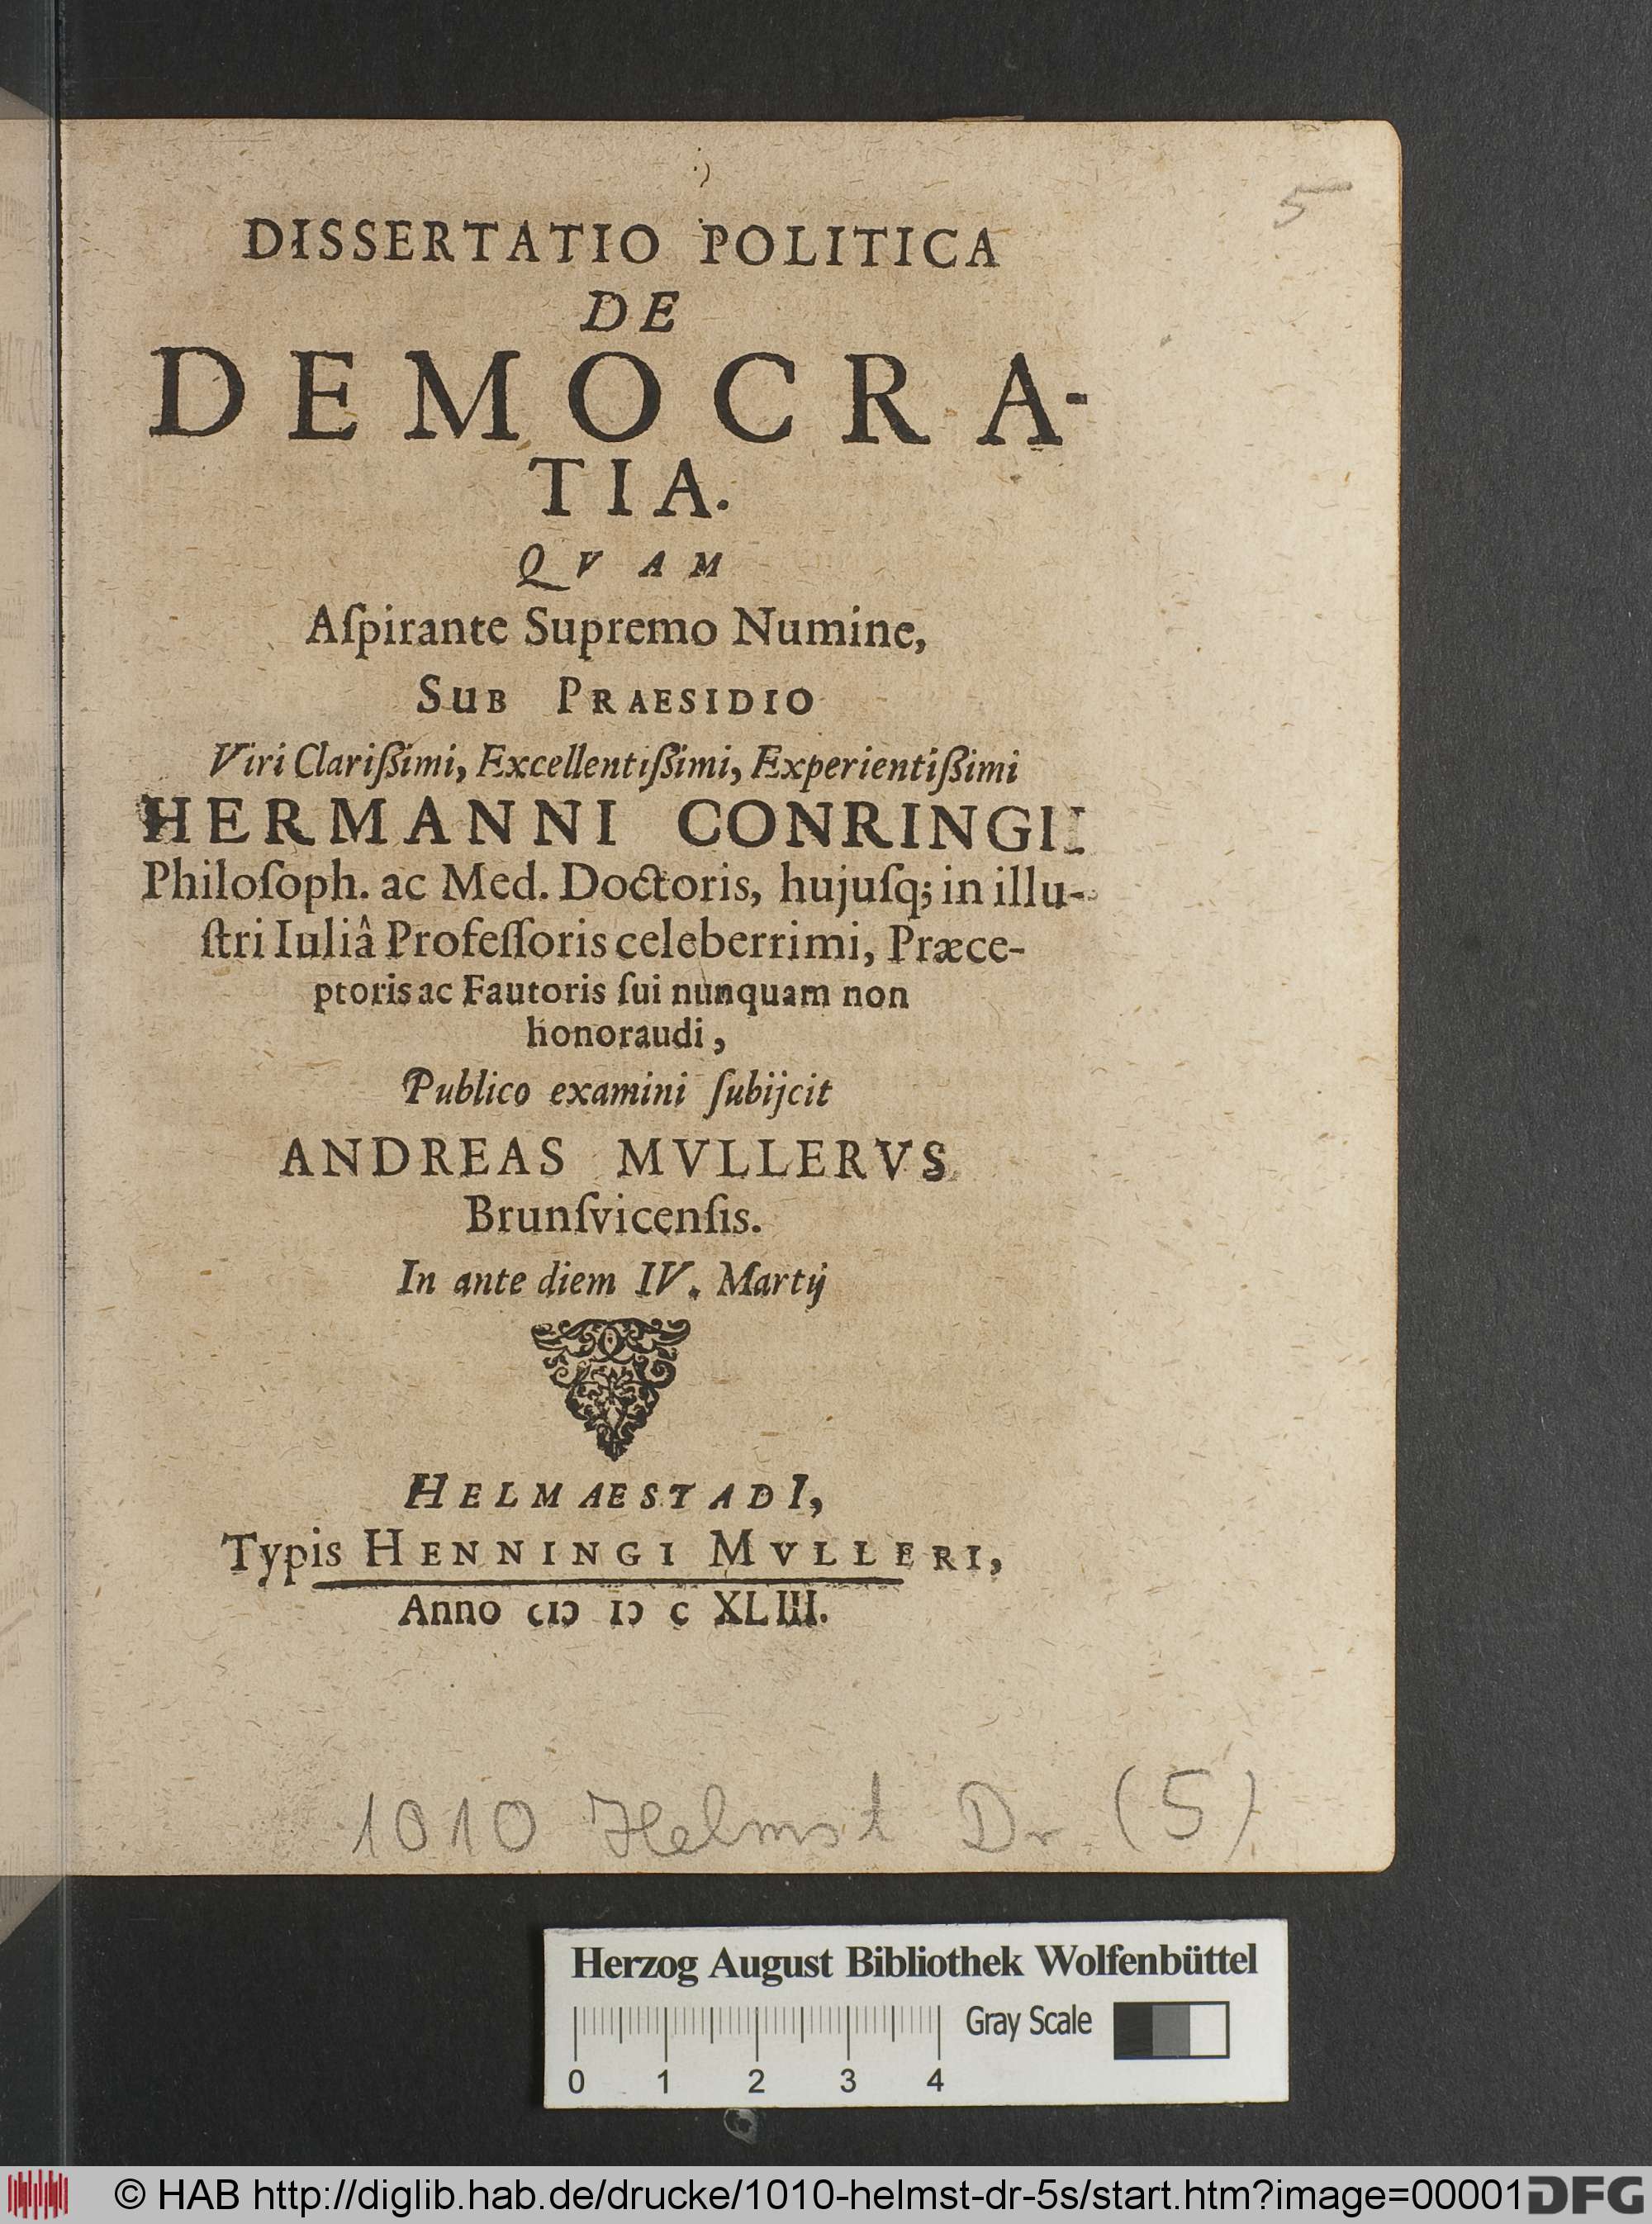 5
DISSERTATIO POLITICA
DE
DEMOCRA-
TIA.
QVAM
Aſpirante Supremo Numine,
SUB PRAESIDIO
Viri Clariſſimi, Excellentiſſimi, Experientiſſimi
HERMANNI CONRINGII
Philoſoph. ac Med. Doctoris, hujuſq; in illu-
ſtri Iuliâ Profeſſoris celeberrimi, Præce-
ptoris ac Fautoris ſui nunquam non
honoraudi,
Publico examini ſubijcit
ANDREAS MVLLERVS
Brunſvicenſis.
In ante diem IV. Martij
HELMAESTADI,
Typis HENNINGI MVLLERI,
Anno cIↄ Iↄ c XLIII.
1010 Helmst Dr (5)
Herzog August Bibliothek Wolfenbüttel
Gray Scale
0 1 2 3 4
© HAB http://diglib.hab.de/drucke/1010-helmst-dr-5s/start.htm?image=00001
DFG